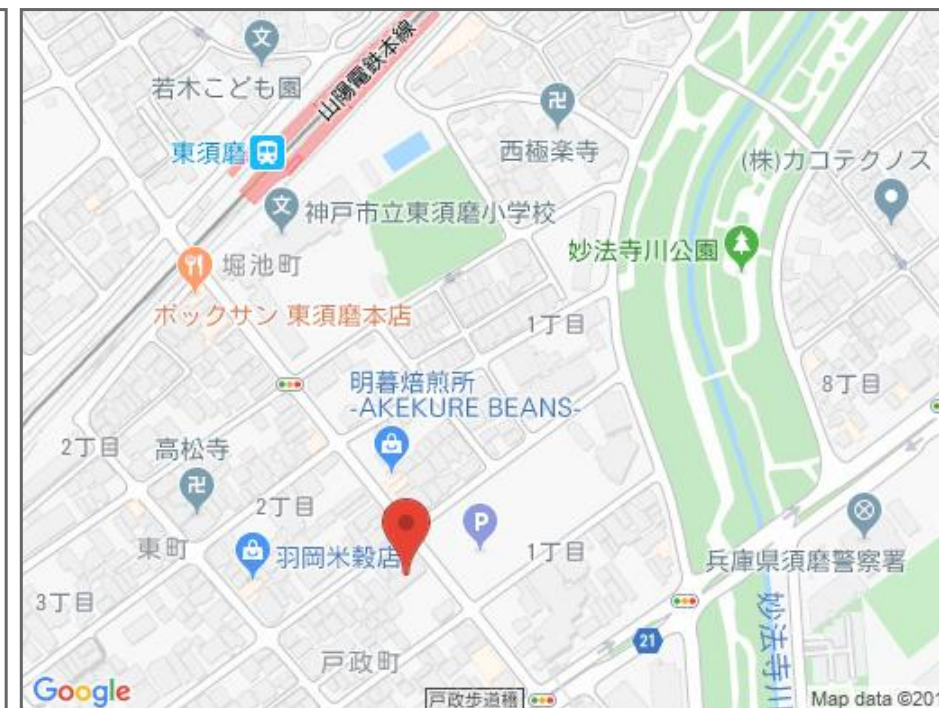 文
若木こども園
山陽電鉄本線
卍
東須磨
西極楽寺
(株)カコテクノス
文
神戸市立東須磨小学校
妙法寺川公園
堀池町
ボックサン 東須磨本店
1丁目
明暮焙煎所
-AKEKURE BEANS-
8丁目
2丁目
高松寺
卍
2丁目
P
東町
羽岡米穀店
1丁目
兵庫県須磨警察署
3丁目
21
妙法寺川
戸政町
Google
戸政歩道橋
Map data ©201